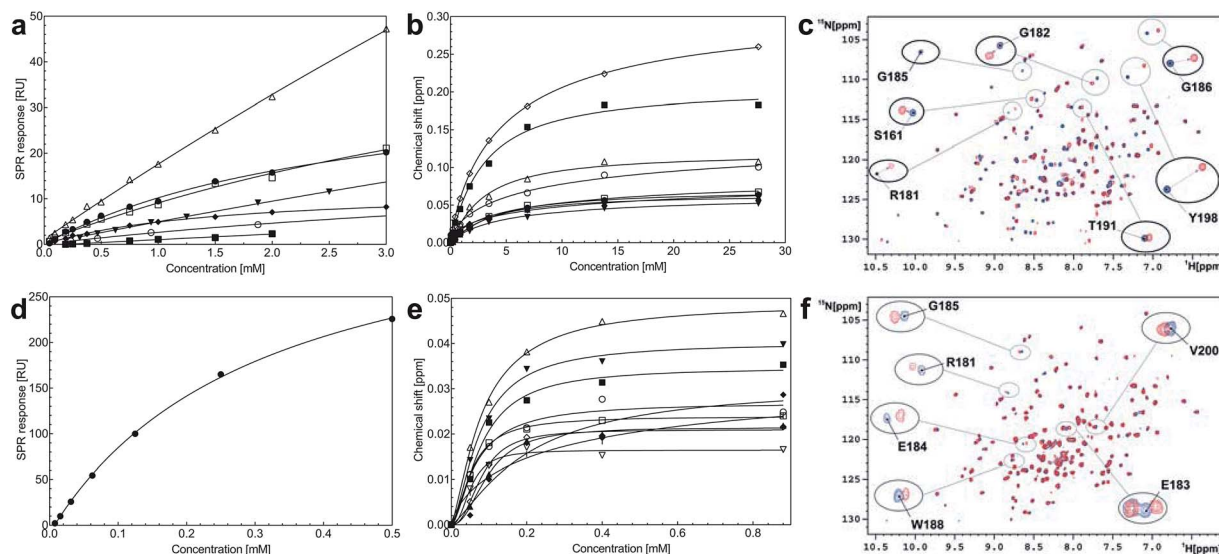 a
50
40
30
20
10
0
0.0 0.5 1.0 1.5 2.0 2.5 3.0
SPR response [RU]
Concentration [mM]
b
0.30
0.25
0.20
0.15
0.10
0.05
0.00
0 5 10 15 20 25 30
Chemical shift [ppm]
Concentration [mM]
c
15N[ppm]
105
110
115
120
125
130
10.5 10.0 9.5 9.0 8.5 8.0 7.5 7.0
1H[ppm]
G182
G185
G186
S161
R181
Y198
T191
d
250
200
150
100
50
0
0.0 0.1 0.2 0.3 0.4 0.5
SPR response [RU]
Concentration [mM]
e
0.05
0.04
0.03
0.02
0.01
0.00
0.0 0.2 0.4 0.6 0.8
Chemical shift [ppm]
Concentration [mM]
f
15N[ppm]
105
110
115
120
125
130
10.5 10.0 9.5 9.0 8.5 8.0 7.5 7.0
1H[ppm]
G185
V200
R181
E184
E183
W188